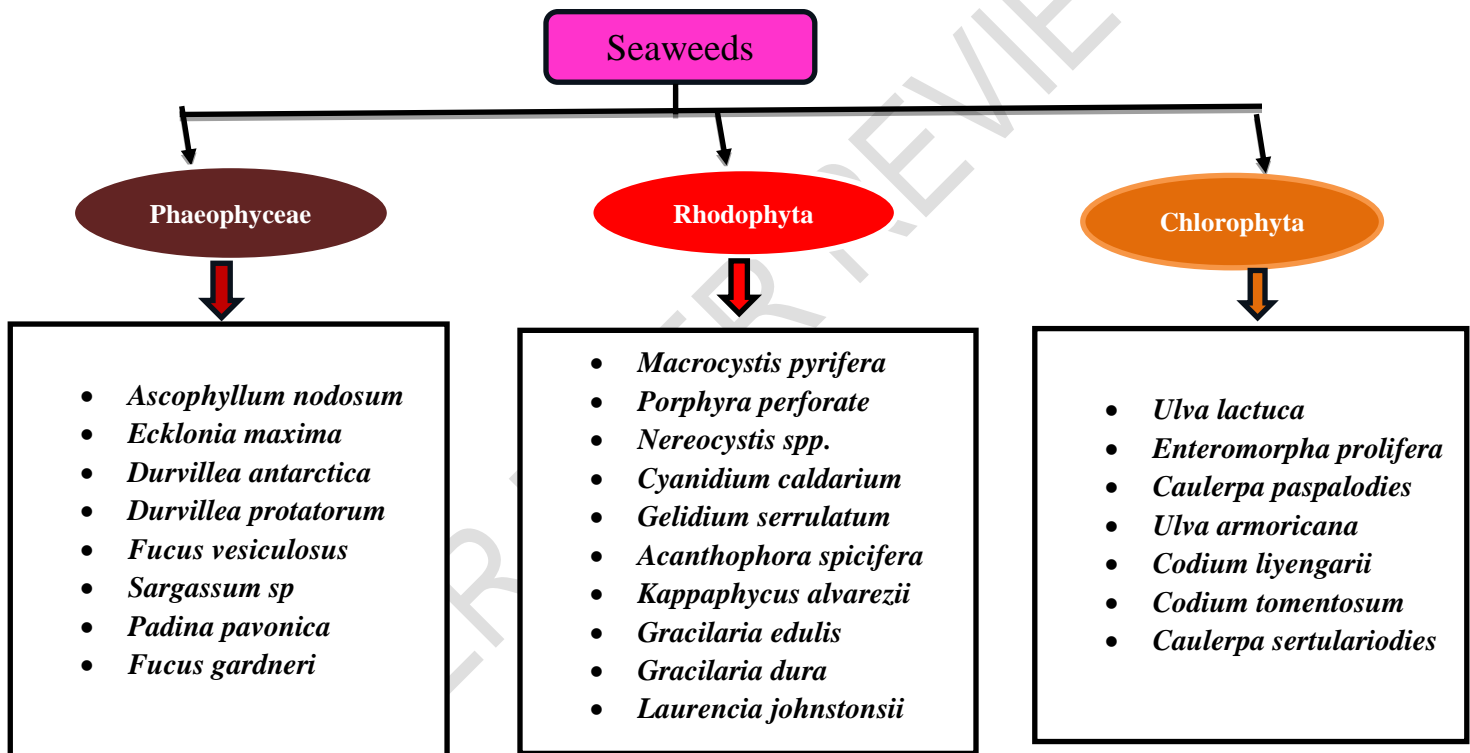 Seaweeds
Phaeophyceae
Rhodophyta
Chlorophyta
• Ascophyllum nodosum
• Ecklonia maxima
• Durvillea antarctica
• Durvillea protatorum
• Fucus vesiculosus
• Sargassum sp
• Padina pavonica
• Fucus gardneri
• Macrocystis pyrifera
• Porphyra perforate
• Nereocystis spp.
• Cyanidium caldarium
• Gelidium serrulatum
• Acanthophora spicifera
• Kappaphycus alvarezii
• Gracilaria edulis
• Gracilaria dura
• Laurencia johnstonsii
• Ulva lactuca
• Enteromorpha prolifera
• Caulerpa paspalodies
• Ulva armoricana
• Codium liyengarii
• Codium tomentosum
• Caulerpa sertulariodies